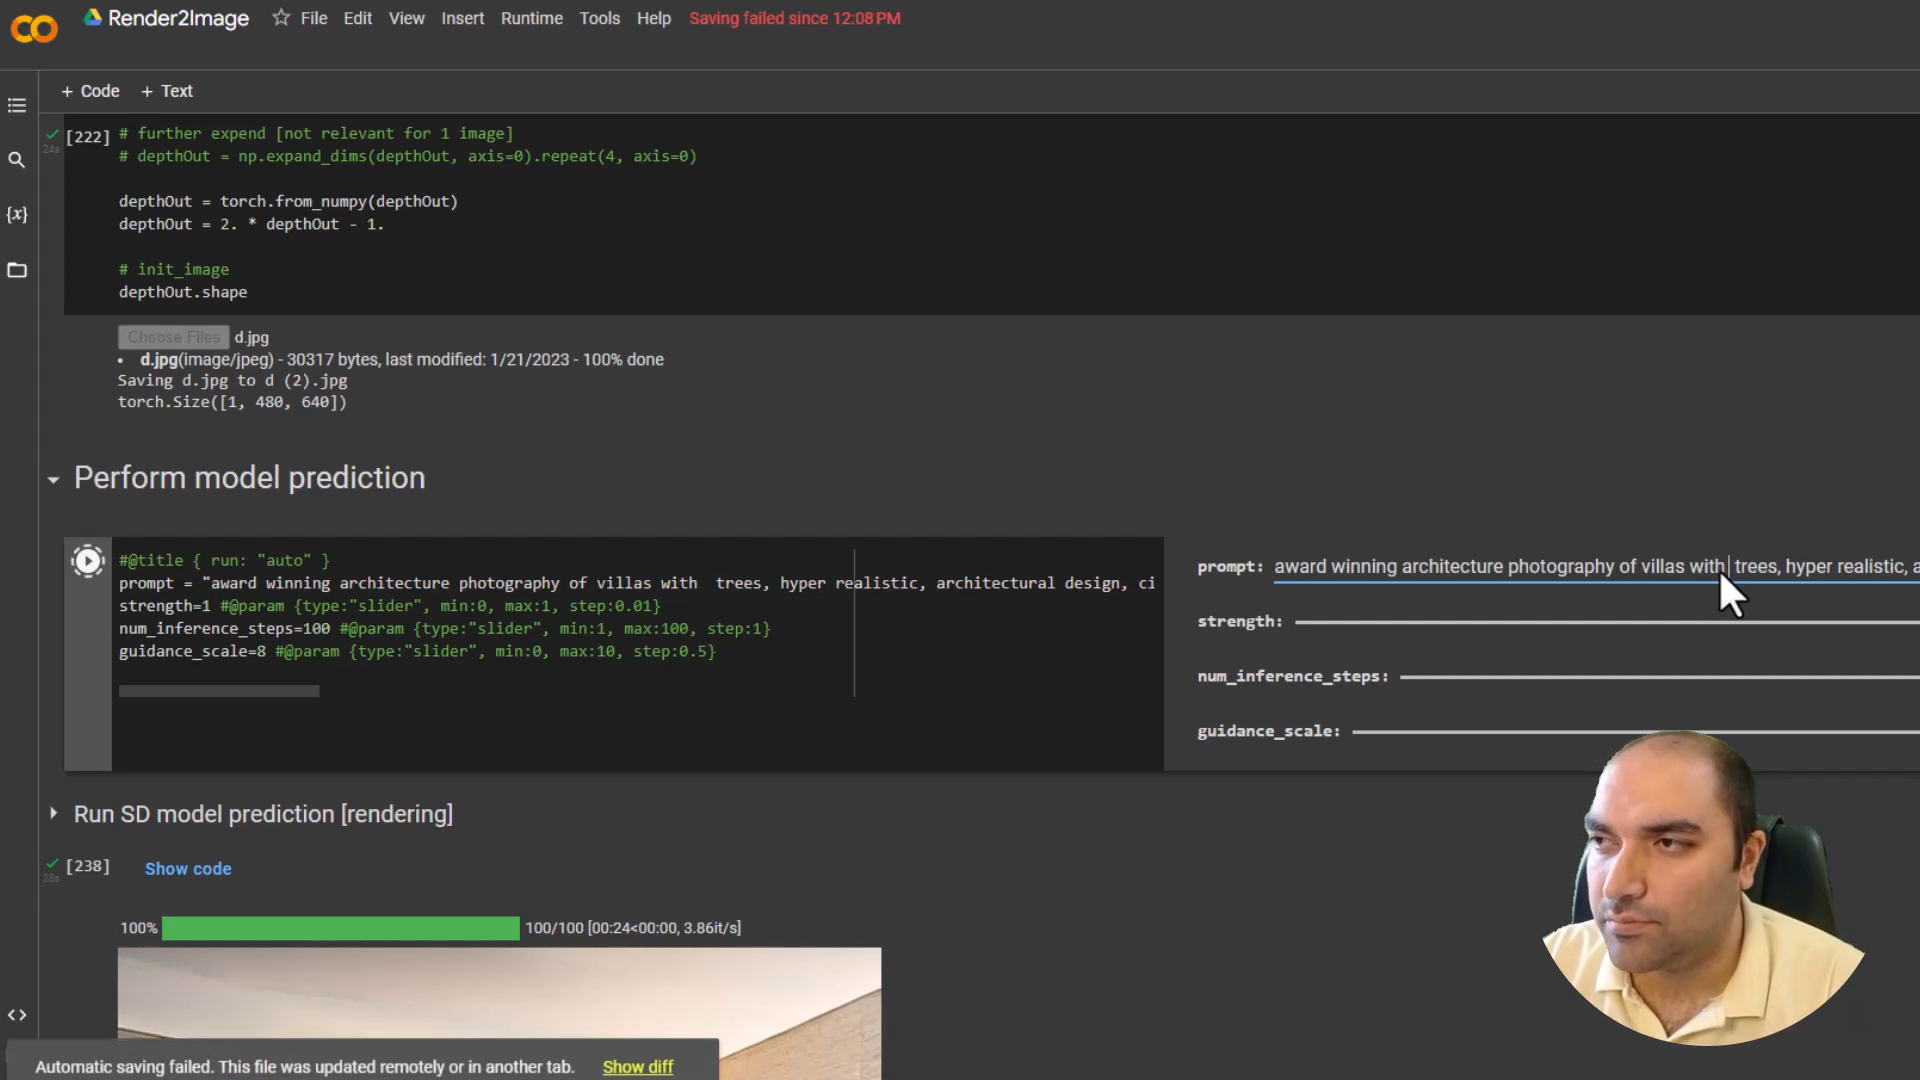 Render2Image
File Edit View Insert Runtime Tools Help Saving failed since 12:08 PM
+ Code + Text
[222]
# further expend [not relevant for 1 image]
# depthOut = np.expand_dims(depthOut, axis=0).repeat(4, axis=0)
depthOut = torch.from_numpy(depthOut)
depthOut = 2. * depthOut - 1.
# init_image
depthOut.shape
24s
{x}
Choose Files d.jpg
• d.jpg(image/jpeg) - 30317 bytes, last modified: 1/21/2023 - 100% done
Saving d.jpg to d (2).jpg
torch.Size([1, 480, 640])
Perform model prediction
#@title { run: "auto" }
prompt = "award winning architecture photography of villas with  trees, hyper realistic, architectural design, ci
strength=1 #@param {type:"slider", min:0, max:1, step:0.01}
num_inference_steps=100 #@param {type:"slider", min:1, max:100, step:1}
guidance_scale=8 #@param {type:"slider", min:0, max:10, step:0.5}
prompt: award winning architecture photography of villas with  trees, hyper realistic, a
strength:
num_inference_steps:
guidance_scale:
Run SD model prediction [rendering]
[238] Show code
28s
100% 100/100 [00:24<00:00, 3.86it/s]
<>
Automatic saving failed. This file was updated remotely or in another tab. Show diff